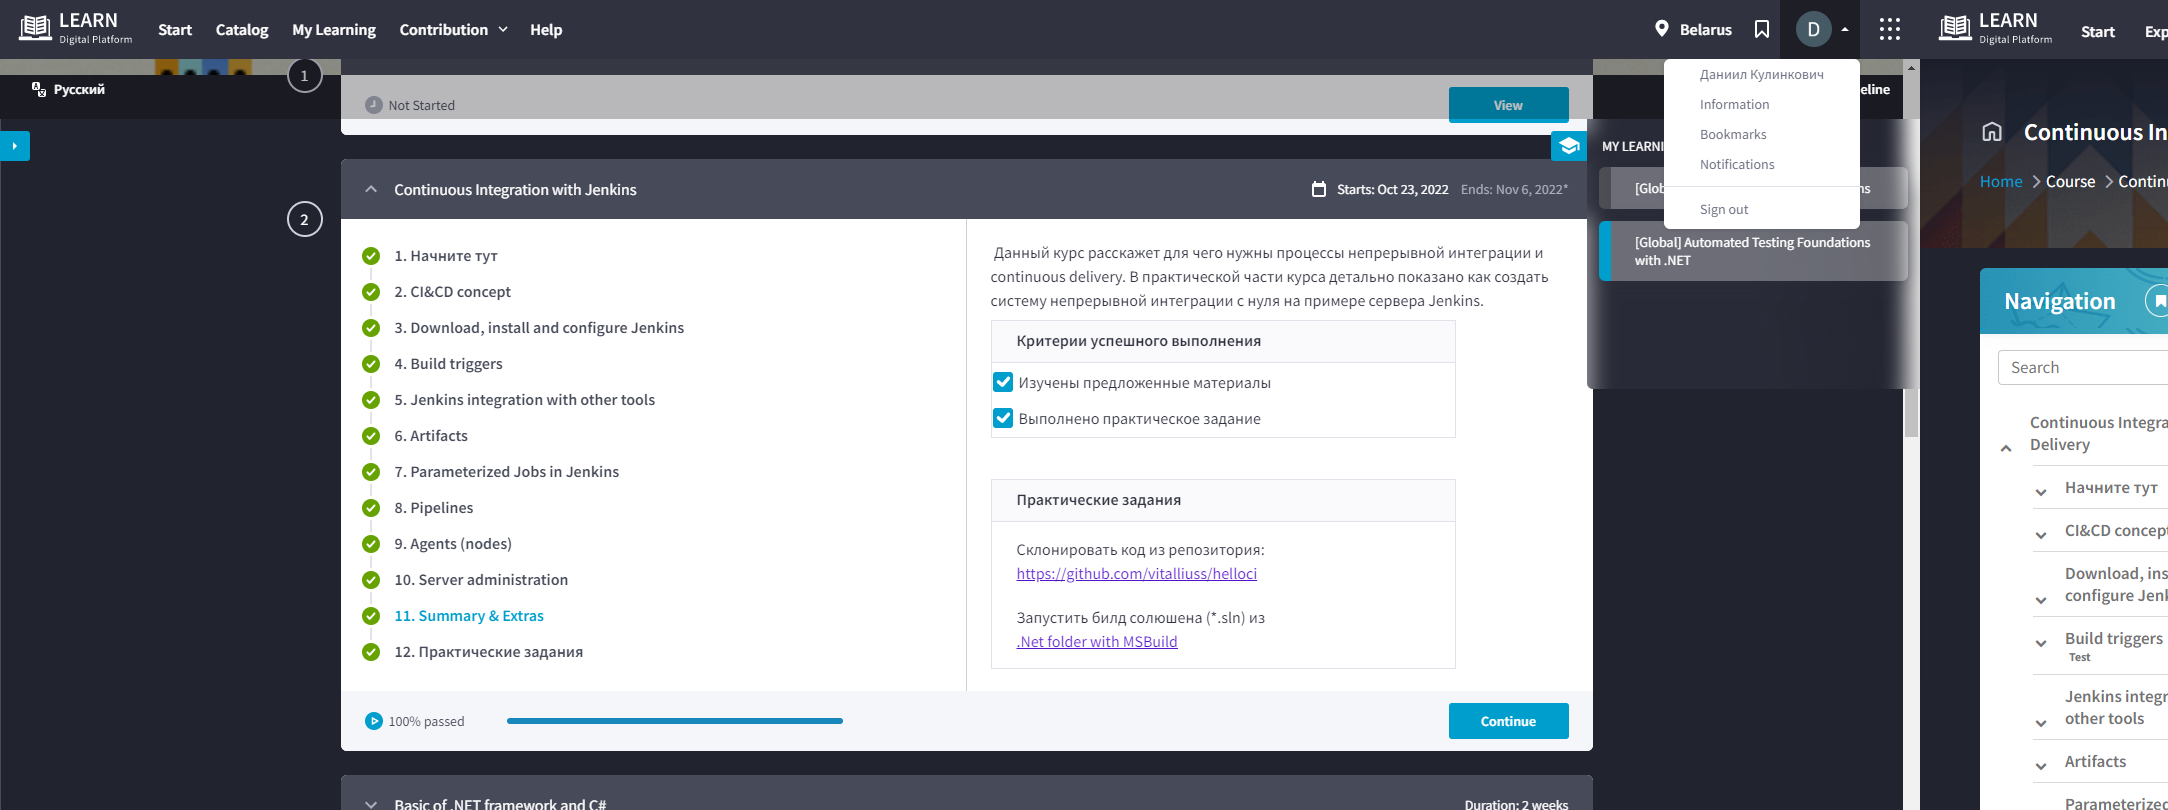 LEARN
Digital Platform
Start
Catalog
My Learning
Contribution
Help
Belarus
D
Русский
1
Not Started
View
eline
Даниил Кулинкович
Information
Bookmarks
Notifications
Sign out
MY LEARNI
[Glob
ns
[Global] Automated Testing Foundations
with .NET
2
Continuous Integration with Jenkins
Starts: Oct 23, 2022
Ends: Nov 6, 2022*
1. Начните тут
2. CI&CD concept
3. Download, install and configure Jenkins
4. Build triggers
5. Jenkins integration with other tools
6. Artifacts
7. Parameterized Jobs in Jenkins
8. Pipelines
9. Agents (nodes)
10. Server administration
11. Summary & Extras
12. Практические задания
Данный курс расскажет для чего нужны процессы непрерывной интеграции и
continuous delivery. В практической части курса детально показано как создать
систему непрерывной интеграции с нуля на примере сервера Jenkins.
Критерии успешного выполнения
Изучены предложенные материалы
Выполнено практическое задание
Практические задания
Склонировать код из репозитория:
https://github.com/vitalliuss/helloci
Запустить билд солюшена (*.sln) из
.Net folder with MSBuild
100% passed
Continue
Basic of .NET framework and C#
Duration: 2 weeks
LEARN
Digital Platform
Start
Exp
Continuous In
Home
Course
Contin
Navigation
Search
Continuous Integra
Delivery
Начните тут
CI&CD concept
Download, ins
configure Jenk
Build triggers
Test
Jenkins integr
other tools
Artifacts
Parameterized